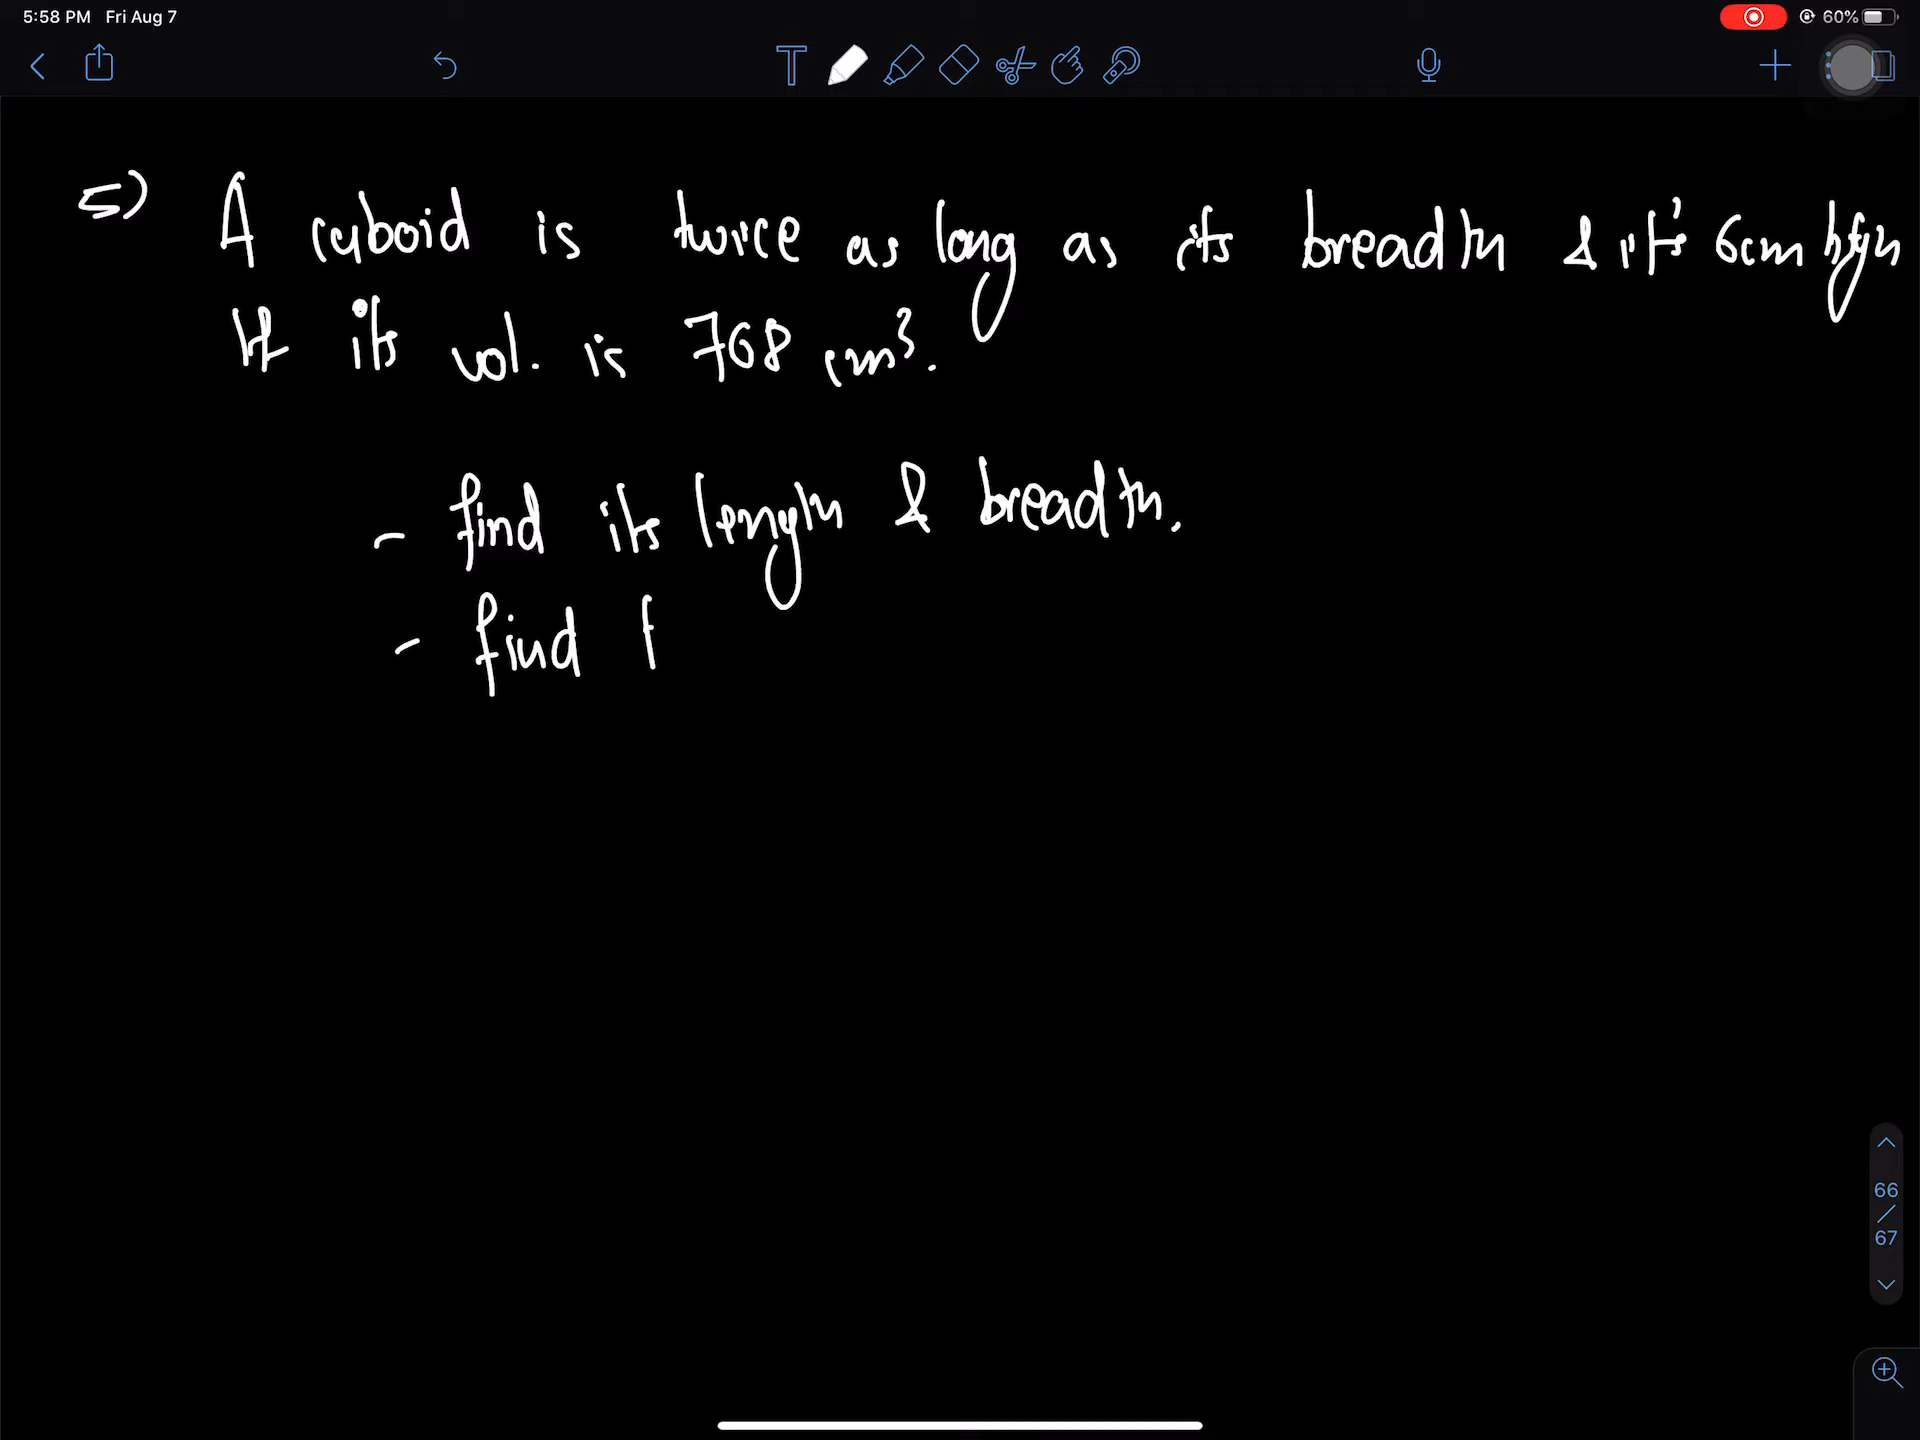 5:58 PM Fri Aug 7
60%
5) A cuboid is twice as long as its breadth & it's 6cm high
If its vol. is 768 cm³.
- find its length & breadth.
- find
66
/
67